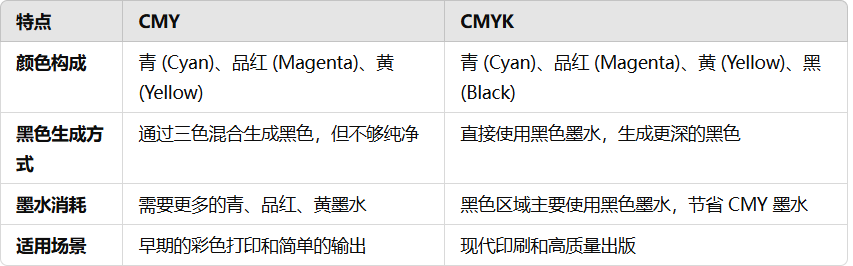 特点 CMY CMYK
颜色构成 青 (Cyan)、品红 (Magenta)、黄 青 (Cyan)、品红 (Magenta)、黄 (Yellow)、黑
(Yellow) (Black)
黑色生成方 通过三色混合生成黑色，但不够纯净 直接使用黑色墨水，生成更深的黑色
式
墨水消耗 需要更多的青、品红、黄墨水 黑色区域主要使用黑色墨水，节省 CMY 墨水
适用场景 早期的彩色打印和简单的输出 现代印刷和高质量出版